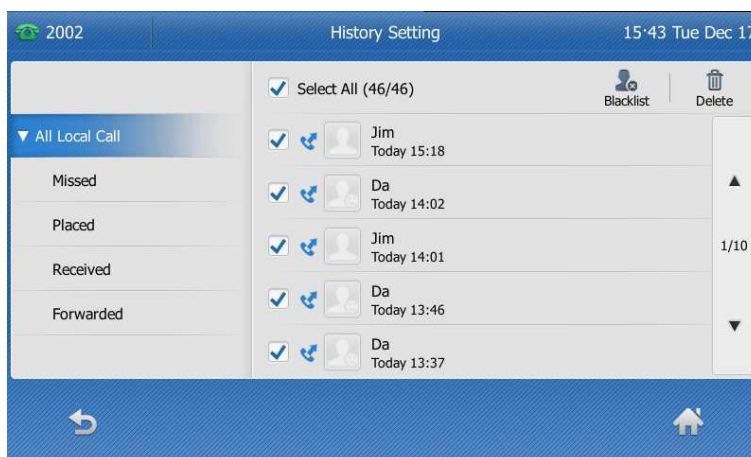 2002
History Setting
15:43 Tue Dec 17
Select All (46/46)
Blacklist
Delete
All Local Call
Missed
Placed
Received
Forwarded
Jim
Today 15:18
Da
Today 14:02
Jim
Today 14:01
Da
Today 13:46
Da
Today 13:37
1/10